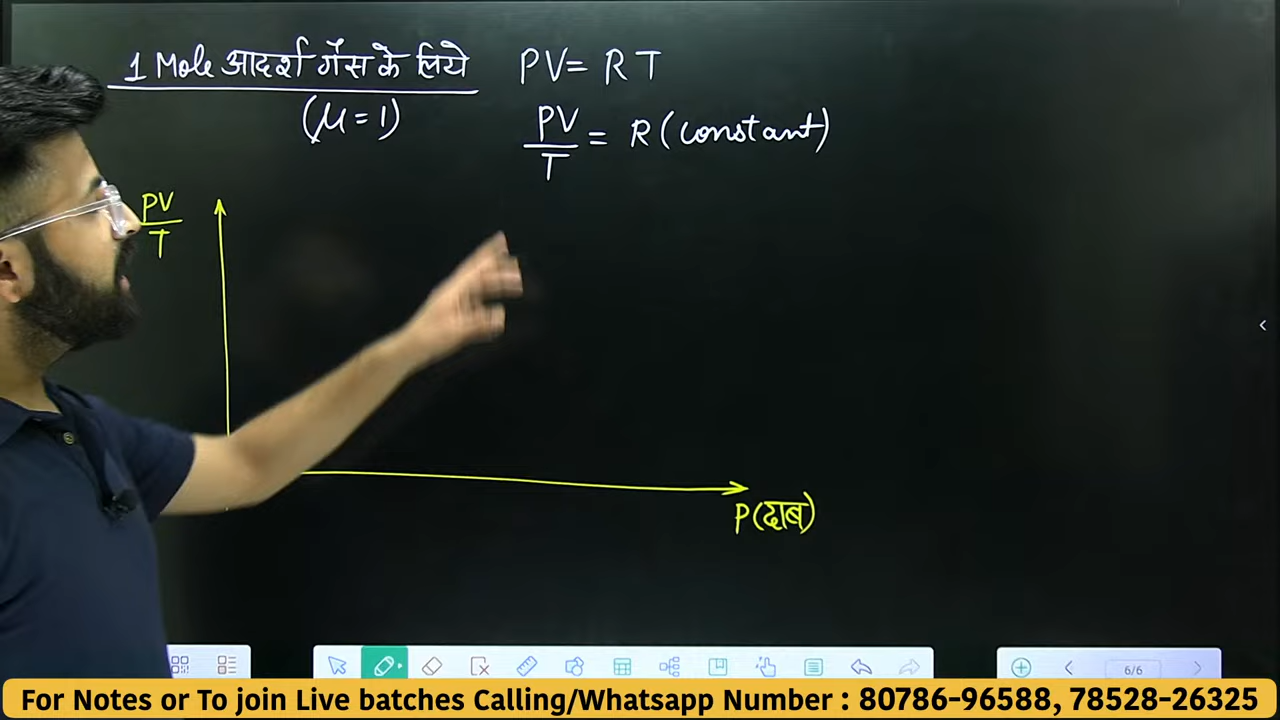 1 Mole आदर्श गैस के लिये PV = RT
(μ = 1)
PV/T = R (constant)
PV/T
P (दाब)
6/6
For Notes or To join Live batches Calling/Whatsapp Number : 80786-96588, 78528-26325